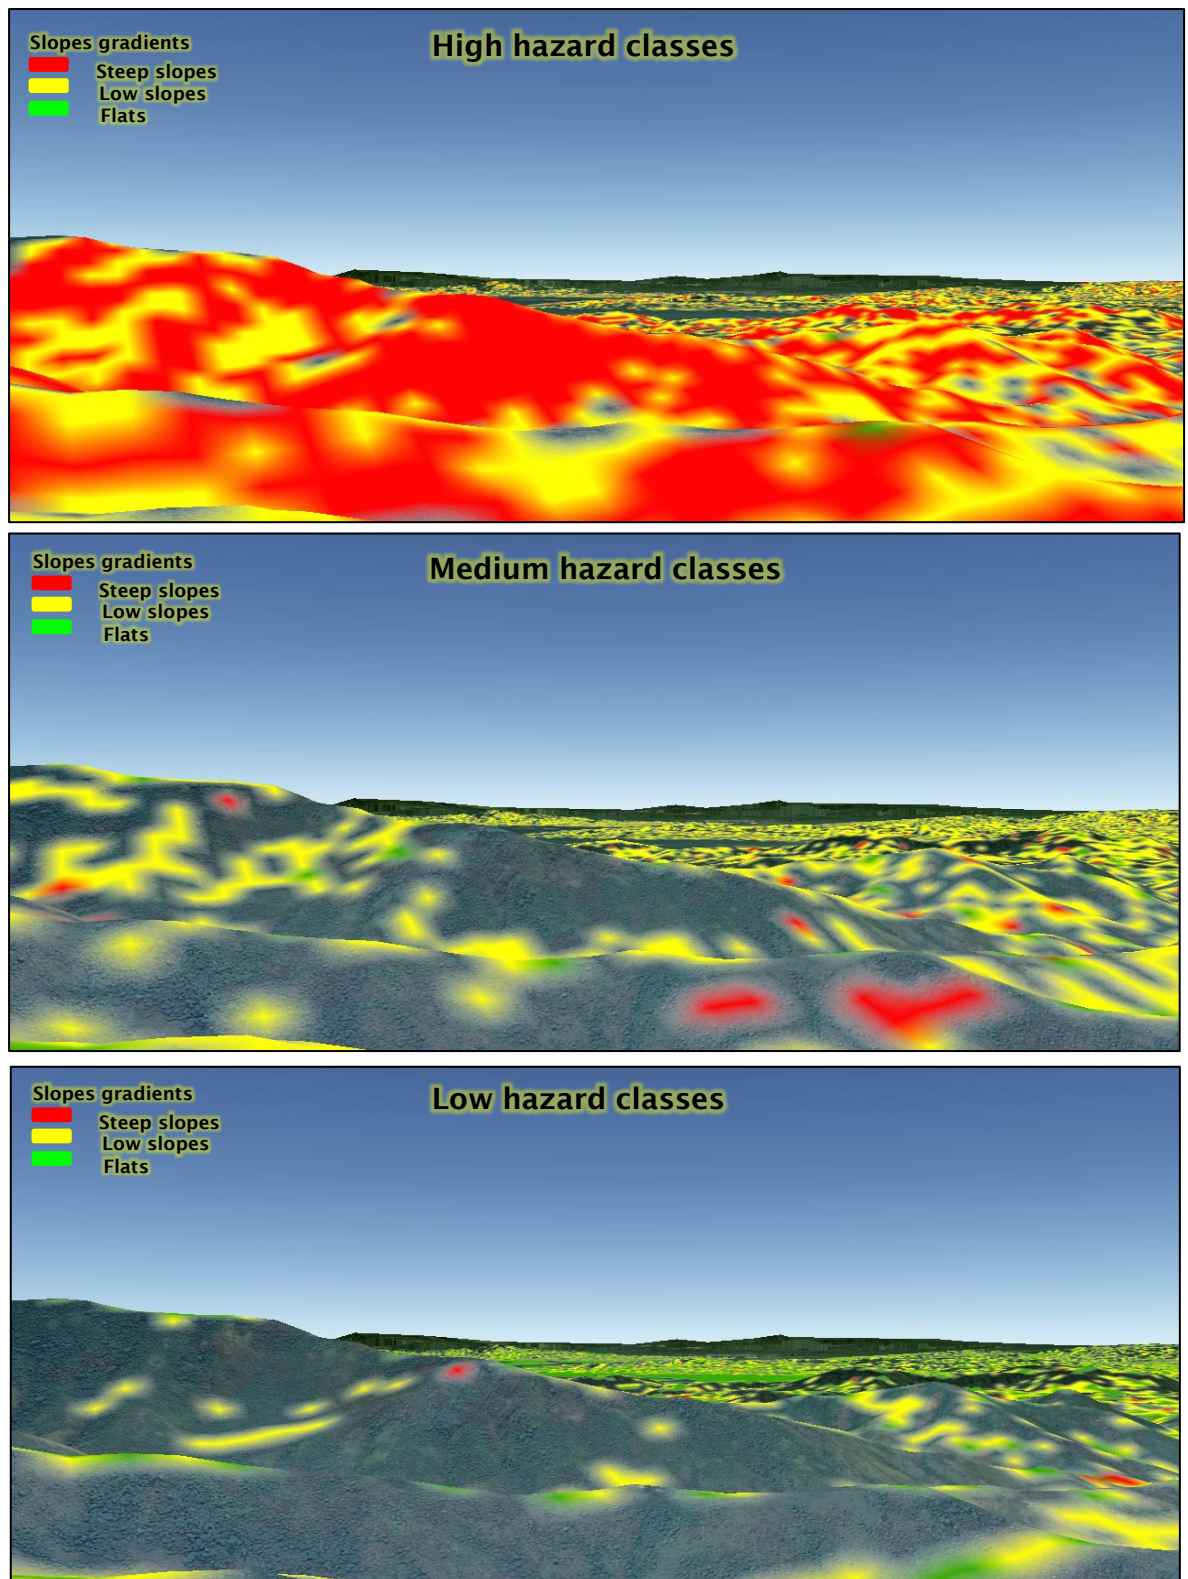 High hazard classes
Slopes gradients
Steep slopes
Low slopes
Flats
Medium hazard classes
Slopes gradients
Steep slopes
Low slopes
Flats
Low hazard classes
Slopes gradients
Steep slopes
Low slopes
Flats